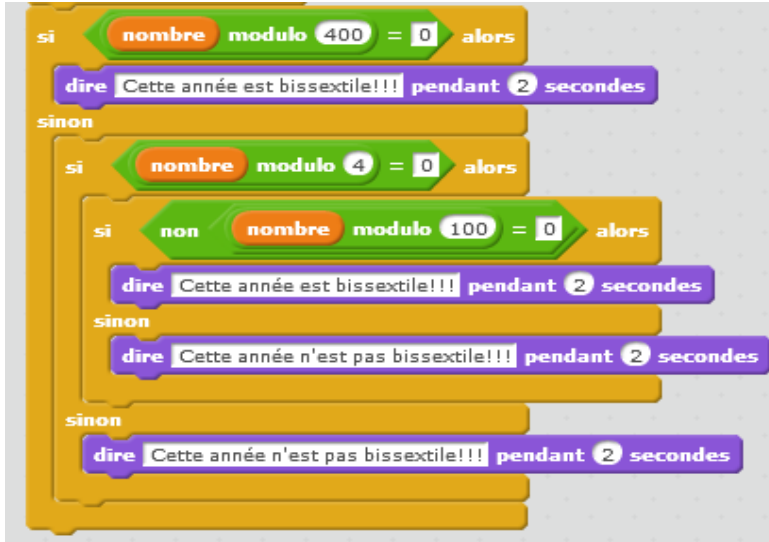 si nombre modulo 400 = 0 alors
dire Cette année est bissextile!!! pendant 2 secondes
sinon
si nombre modulo 4 = 0 alors
si non nombre modulo 100 = 0 alors
dire Cette année est bissextile!!! pendant 2 secondes
sinon
dire Cette année n'est pas bissextile!!! pendant 2 secondes
sinon
dire Cette année n'est pas bissextile!!! pendant 2 secondes